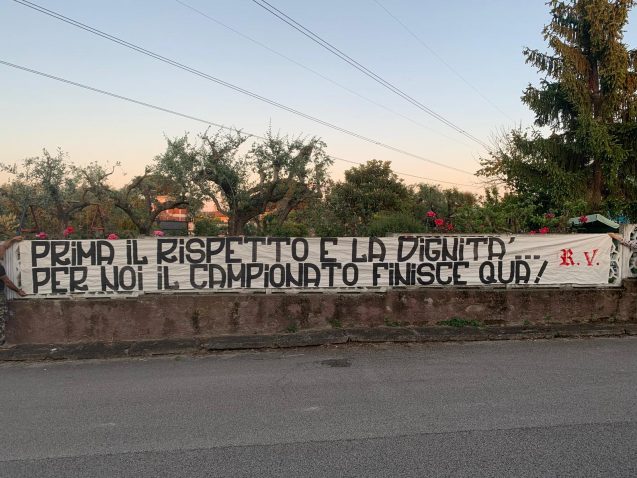 PRIMA IL RISPETTO E LA DIGNITA'... R.V.
PER NOI IL CAMPIONATO FINISCE QUA!